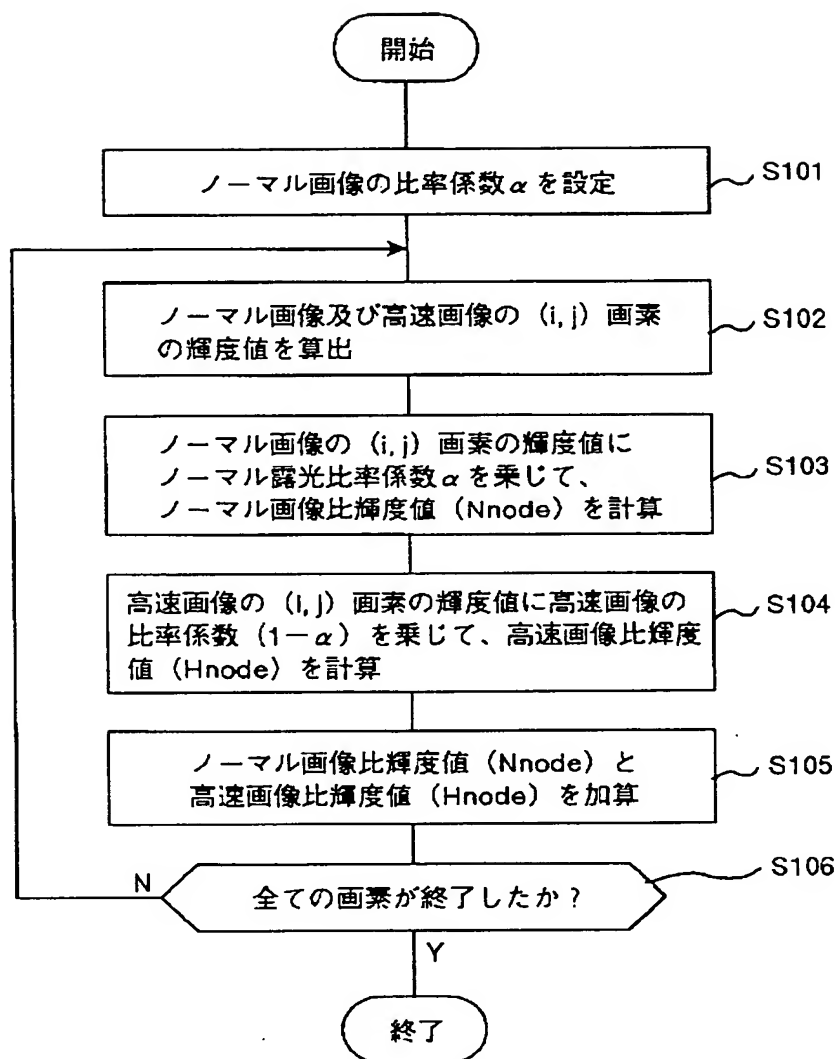 開始
ノーマル画像の比率係数αを設定
S101
ノーマル画像及び高速画像の（i, j）画素
の輝度値を算出
S102
ノーマル画像の（i, j）画素の輝度値に
ノーマル露光比率係数αを乗じて、
ノーマル画像比輝度値（Nnode）を計算
S103
高速画像の（i, j）画素の輝度値に高速画像の
比率係数（1－α）を乗じて、高速画像比輝度
値（Hnode）を計算
S104
ノーマル画像比輝度値（Nnode）と
高速画像比輝度値（Hnode）を加算
S105
全ての画素が終了したか？
S106
N
Y
終了